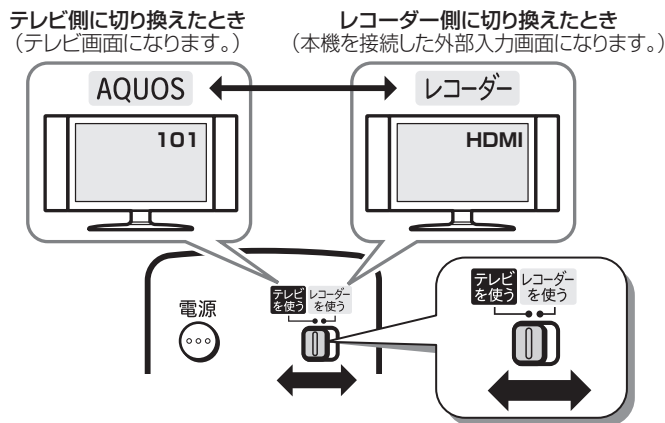 テレビ側に切り換えたとき
(テレビ画面になります。)
レコーダー側に切り換えたとき
(本機を接続した外部入力画面になります。)
AQUOS
レコーダー
101
HDMI
電源
テレビ
を使う
レコーダー
を使う
テレビ
を使う
レコーダー
を使う